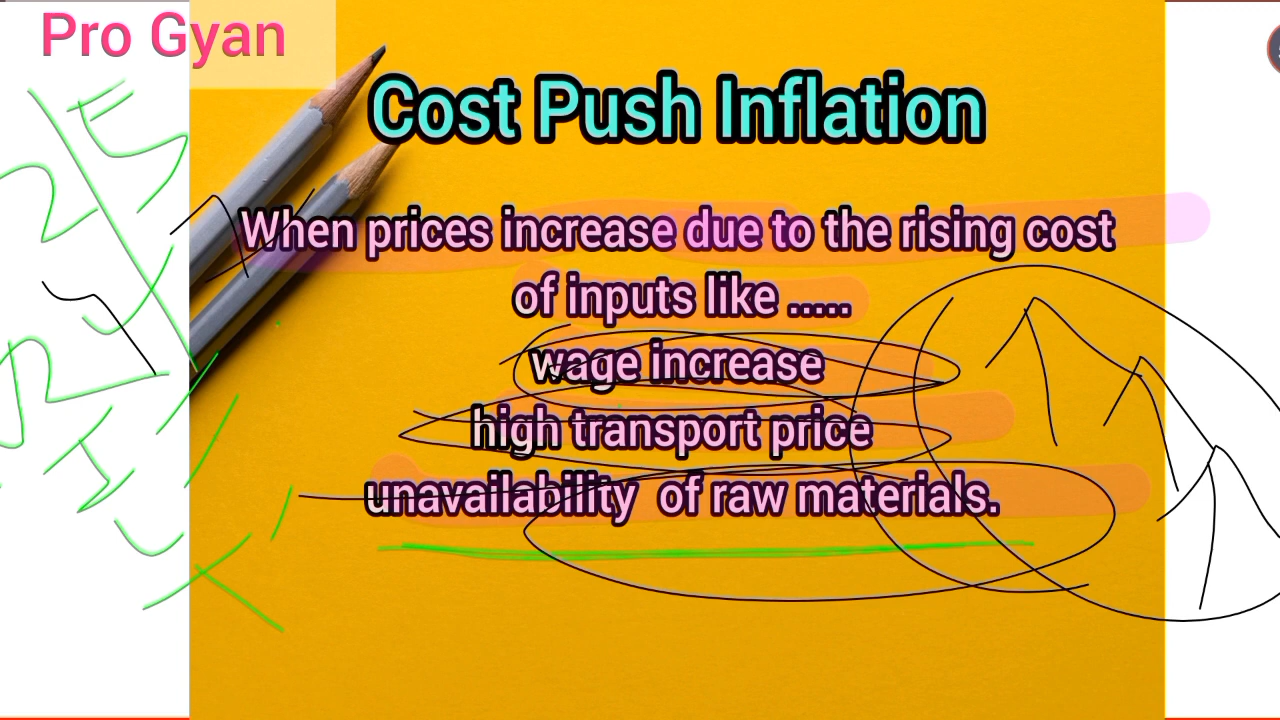 Pro Gyan
Cost Push Inflation
When prices increase due to the rising cost
of inputs like .....
wage increase
high transport price
unavailability of raw materials.